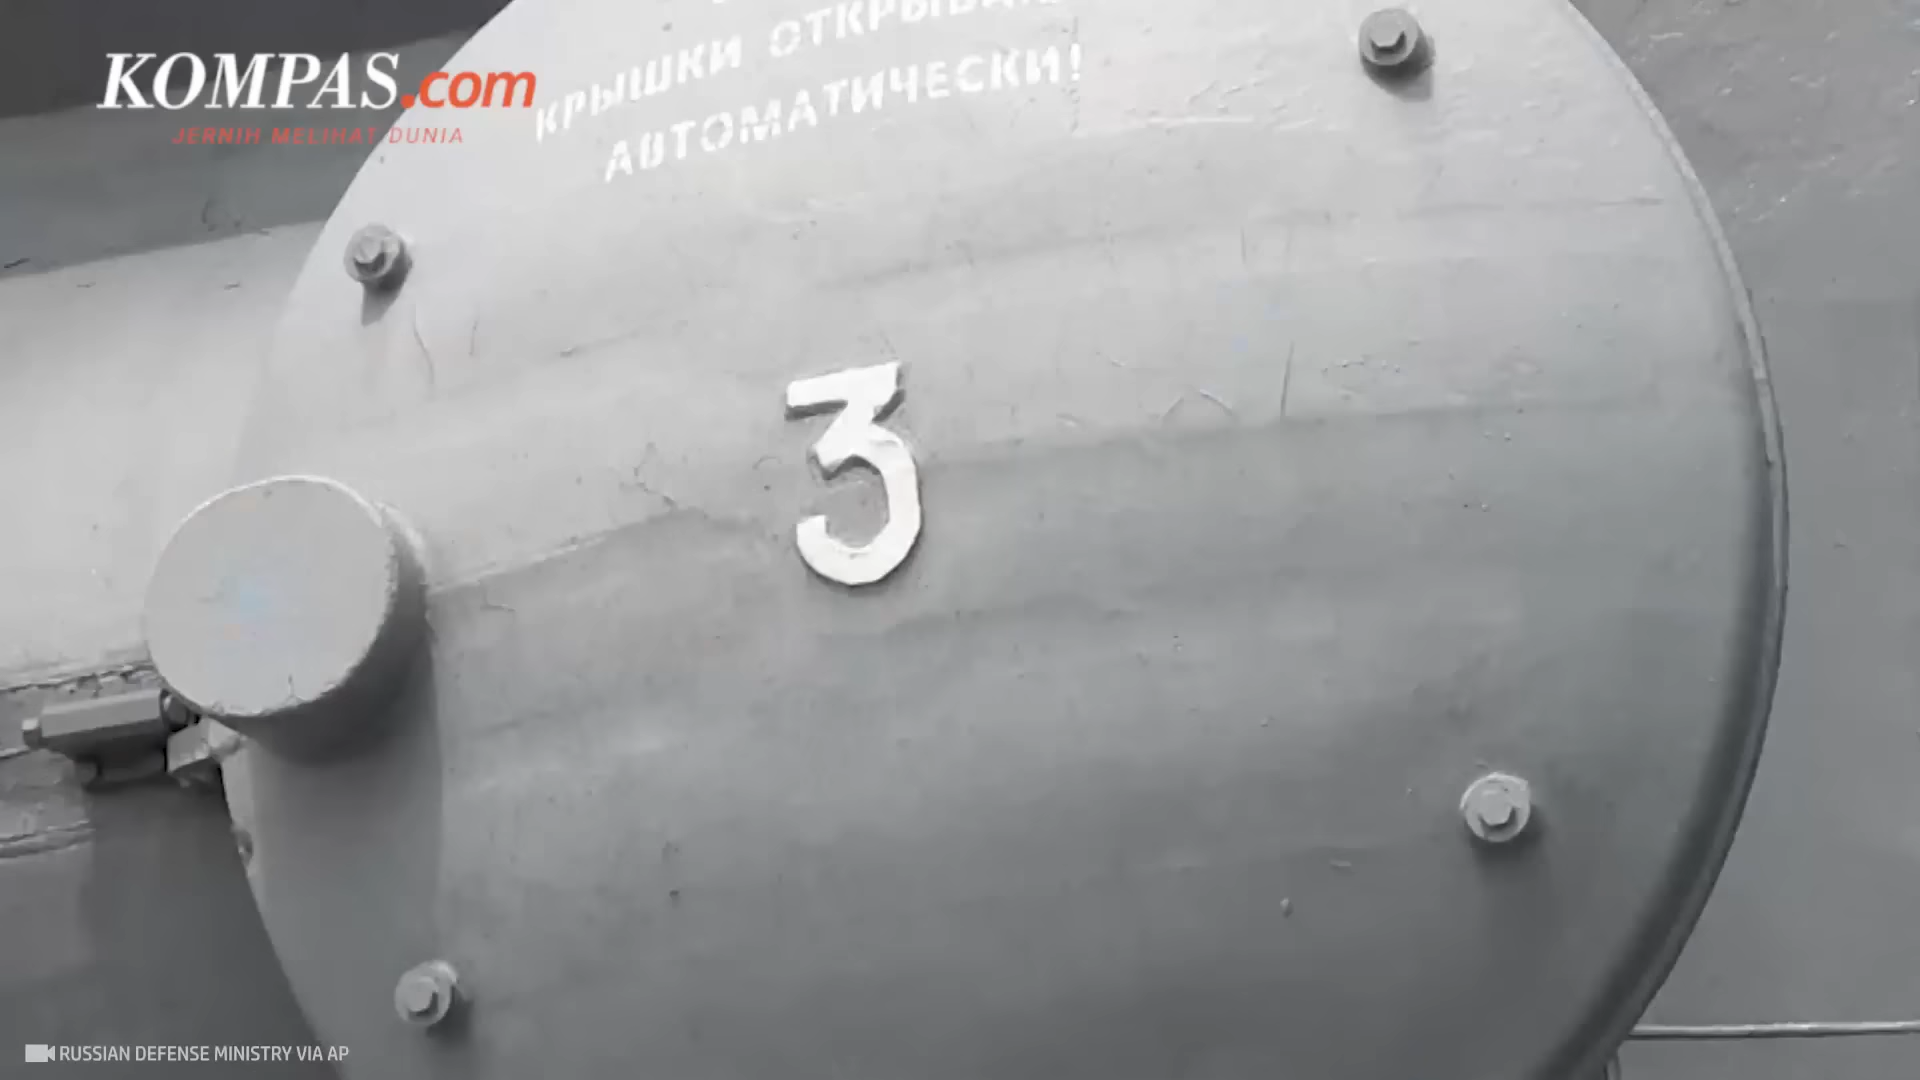 КРЫШКИ
АВТОМАТИЧЕСКИ!
KOMPAS.com
JERNIH MELIHAT DUNIA
3
RUSSIAN DEFENSE MINISTRY VIA AP